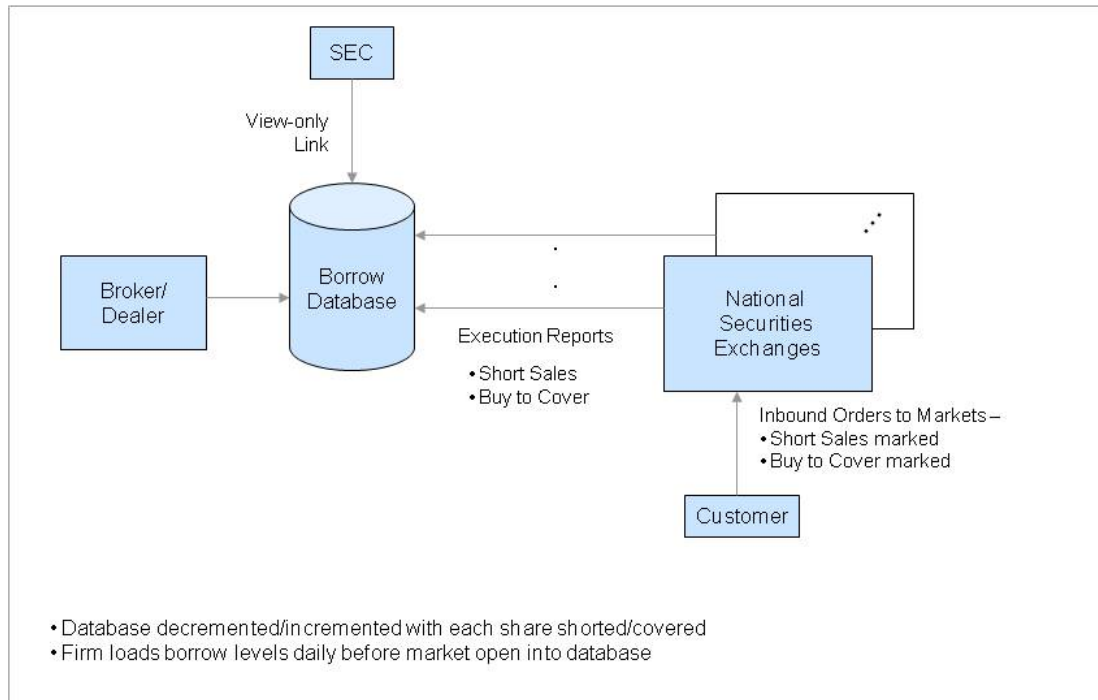 SEC
View-only
Link
Borrow
Database
Broker/
Dealer
National
Securities
Exchanges
Execution Reports
• Short Sales
• Buy to Cover
Inbound Orders to Markets –
• Short Sales marked
• Buy to Cover marked
Customer
• Database decremented/incremented with each share shorted/covered
• Firm loads borrow levels daily before market open into database